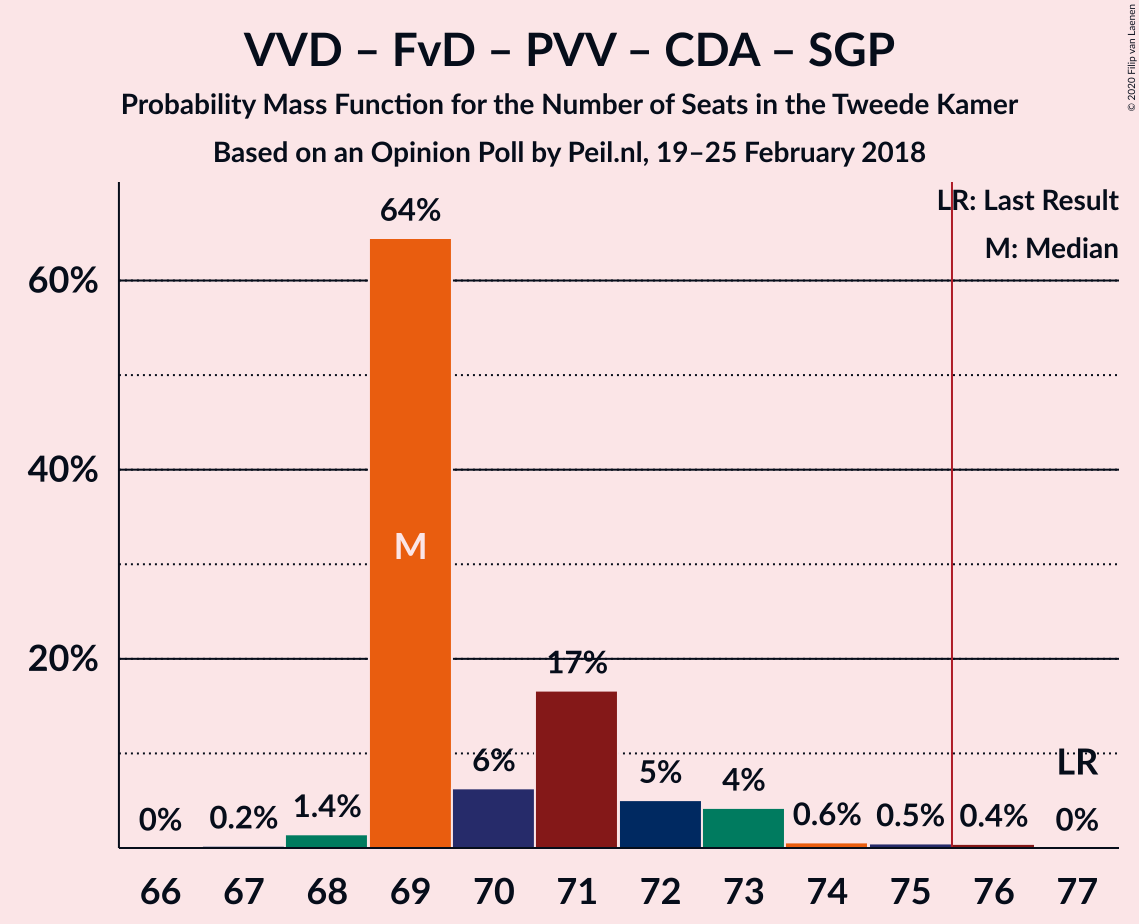 VVD – FvD – PVV – CDA – SGP
Probability Mass Function for the Number of Seats in the Tweede Kamer
Based on an Opinion Poll by Peil.nl, 19–25 February 2018
© 2020 Filip van Laenen
LR: Last Result
M: Median
60%
40%
20%
0%
0.2%
1.4%
64%
M
6%
17%
5%
4%
0.6%
0.5%
0.4%
LR
0%
66 67 68 69 70 71 72 73 74 75 76 77